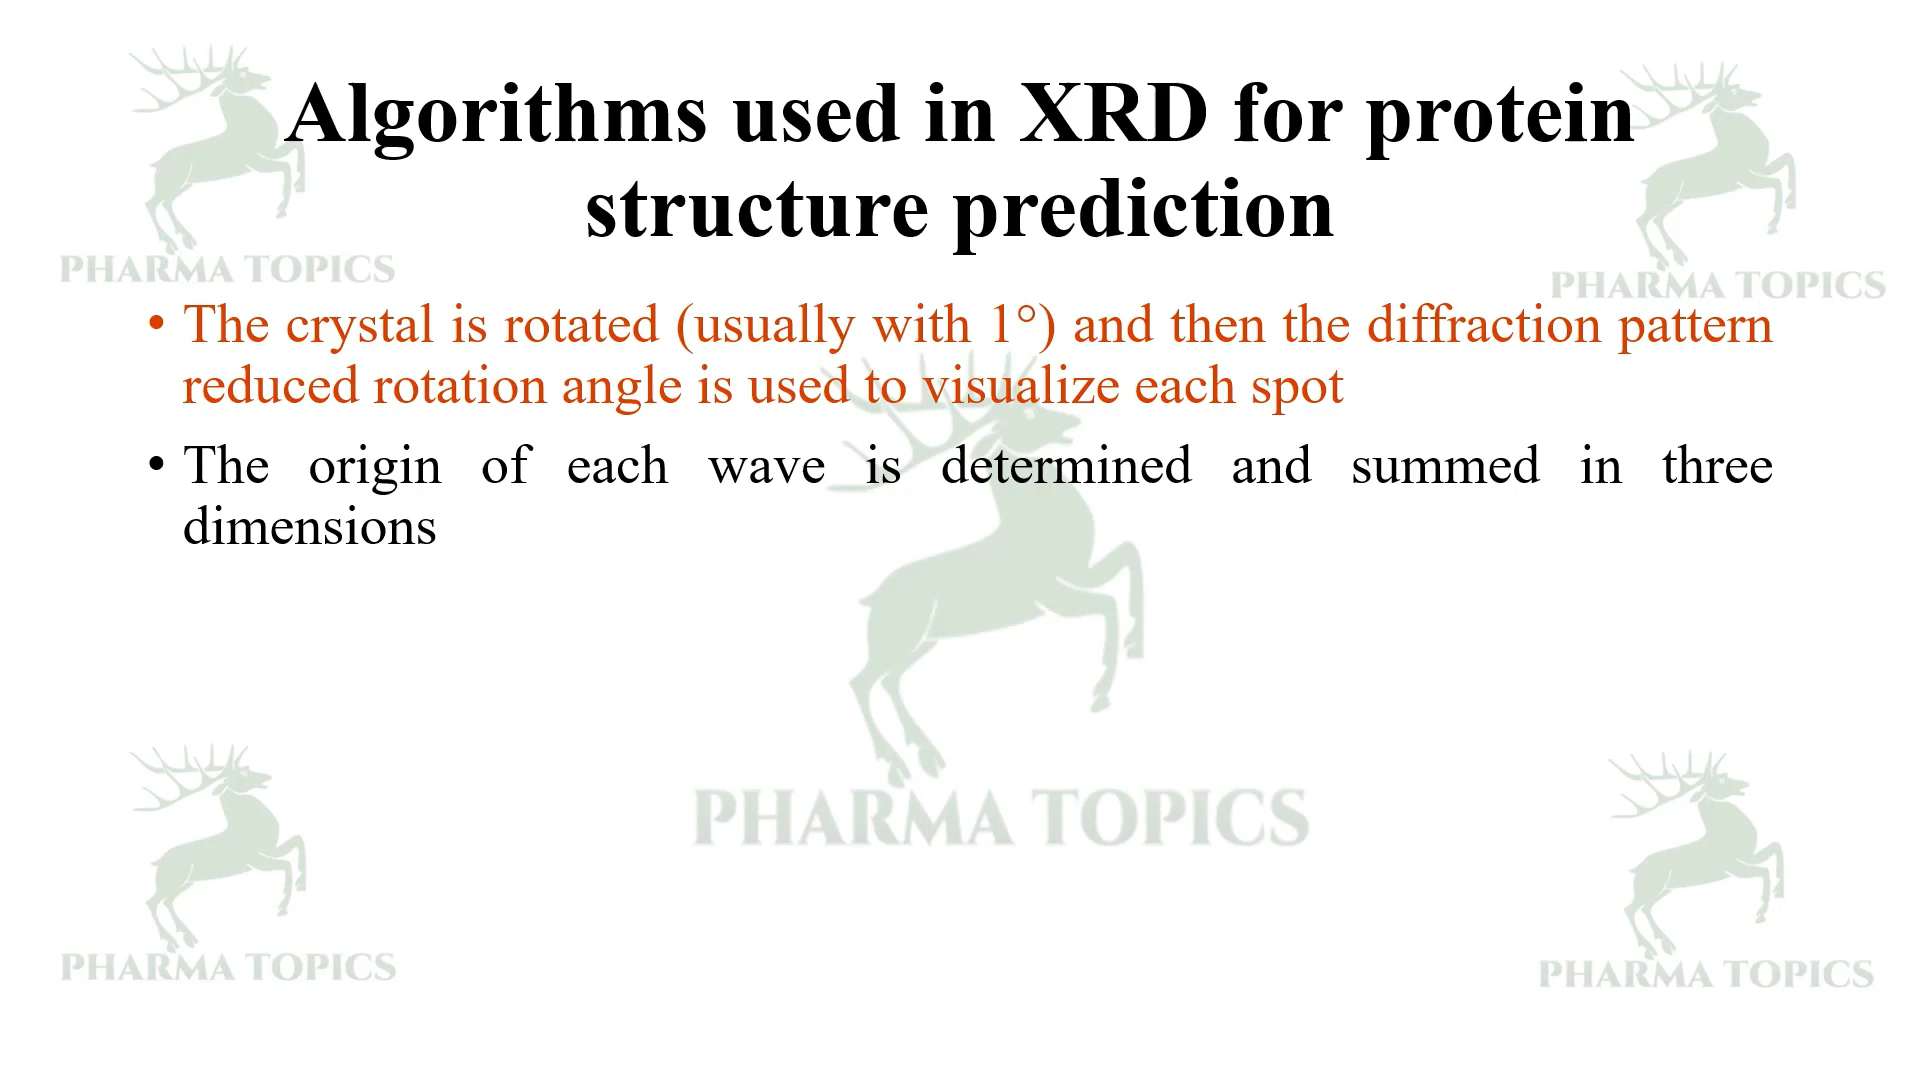 Algorithms used in XRD for protein
structure prediction
PHARMA TOPICS
PHARMA TOPICS
• The crystal is rotated (usually with 1°) and then the diffraction pattern
reduced rotation angle is used to visualize each spot
• The origin of each wave is determined and summed in three
dimensions
PHARMA TOPICS
PHARMA TOPICS
PHARMA TOPICS